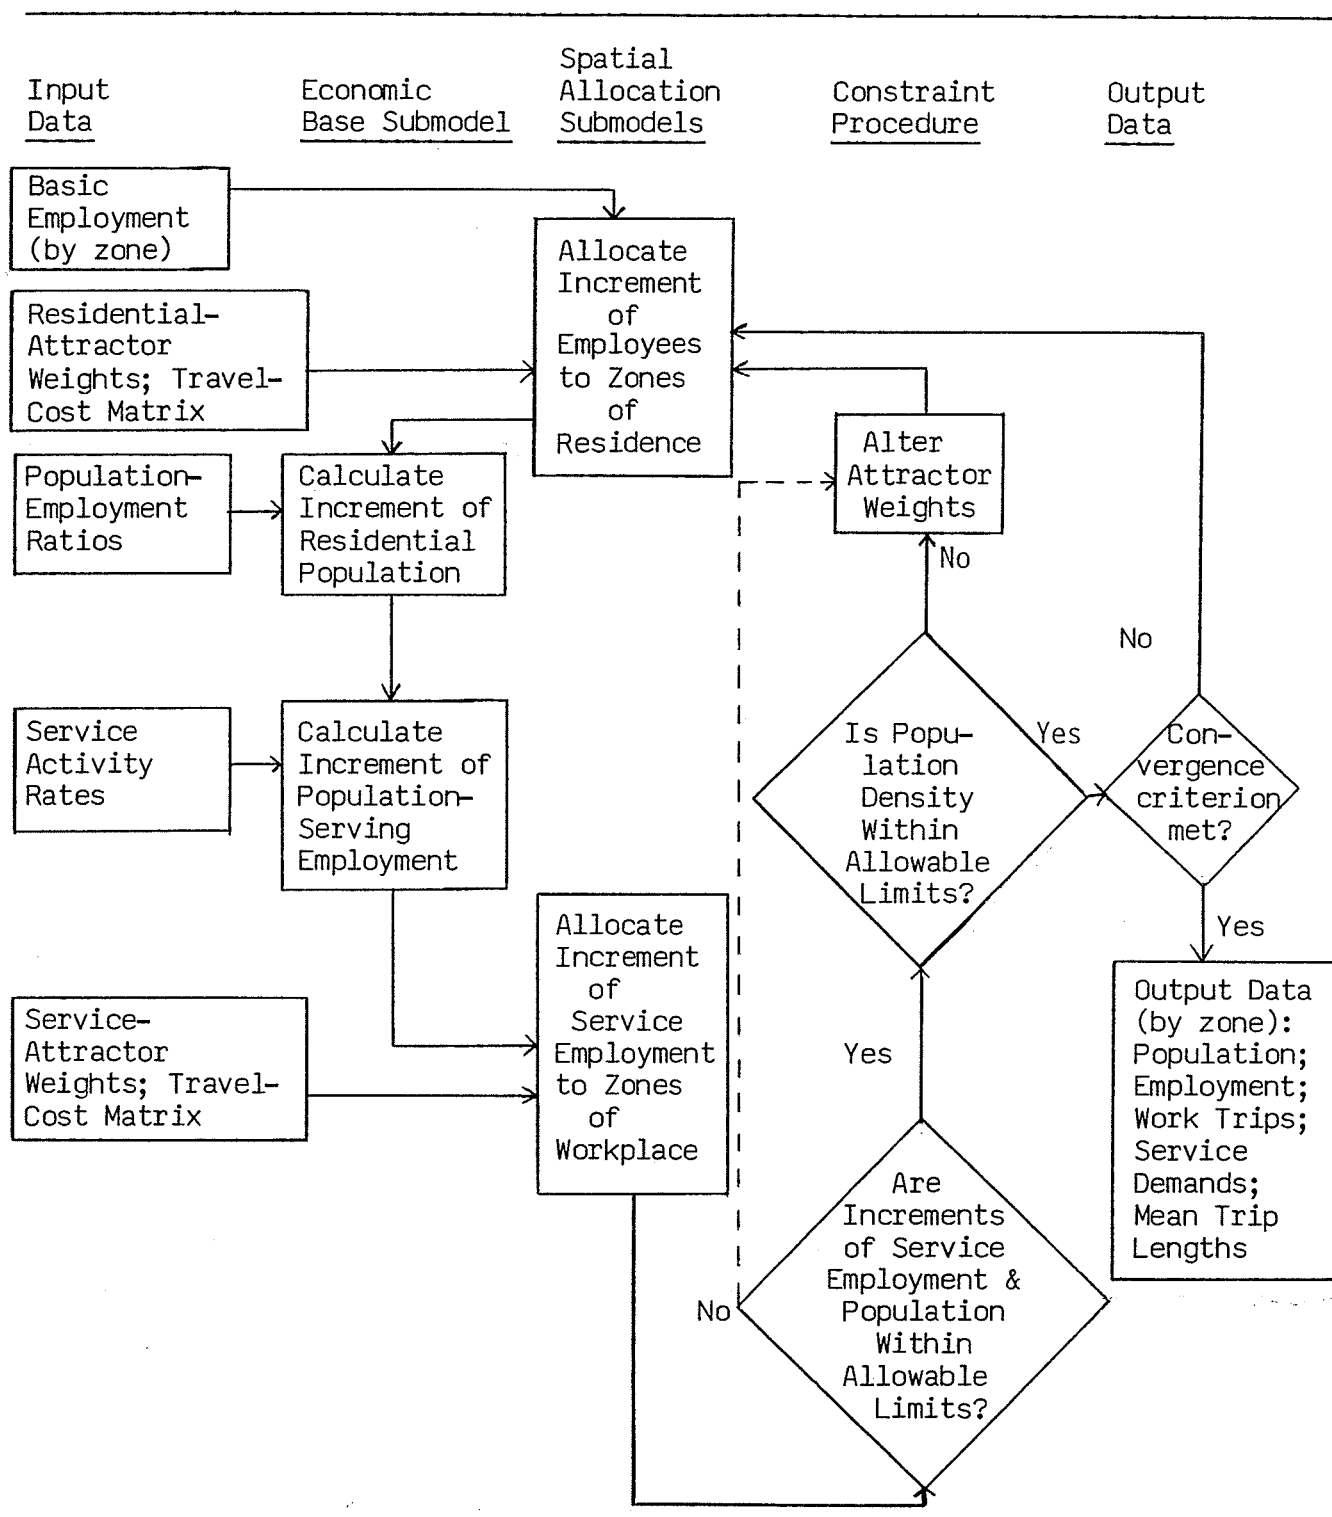 Input
Data
Economic
Base Submodel
Spatial
Allocation
Submodels
Constraint
Procedure
Output
Data
Basic
Employment
(by zone)
Residential-
Attractor
Weights; Travel-
Cost Matrix
Population-
Employment
Ratios
Service
Activity
Rates
Service-
Attractor
Weights; Travel-
Cost Matrix
Calculate
Increment of
Residential
Population
Calculate
Increment of
Population-
Serving
Employment
Allocate
Increment
of
Employees
to Zones
of
Residence
Allocate
Increment
of
Service
Employment
to Zones
of
Workplace
Alter
Attractor
Weights
No
Is Popu-
lation
Density
Within
Allowable
Limits?
Yes
Yes
Are
Increments
of Service
Employment &
Population
Within
Allowable
Limits?
No
No
Con-
vergence
criterion
met?
Yes
Output Data
(by zone):
Population;
Employment;
Work Trips;
Service
Demands;
Mean Trip
Lengths